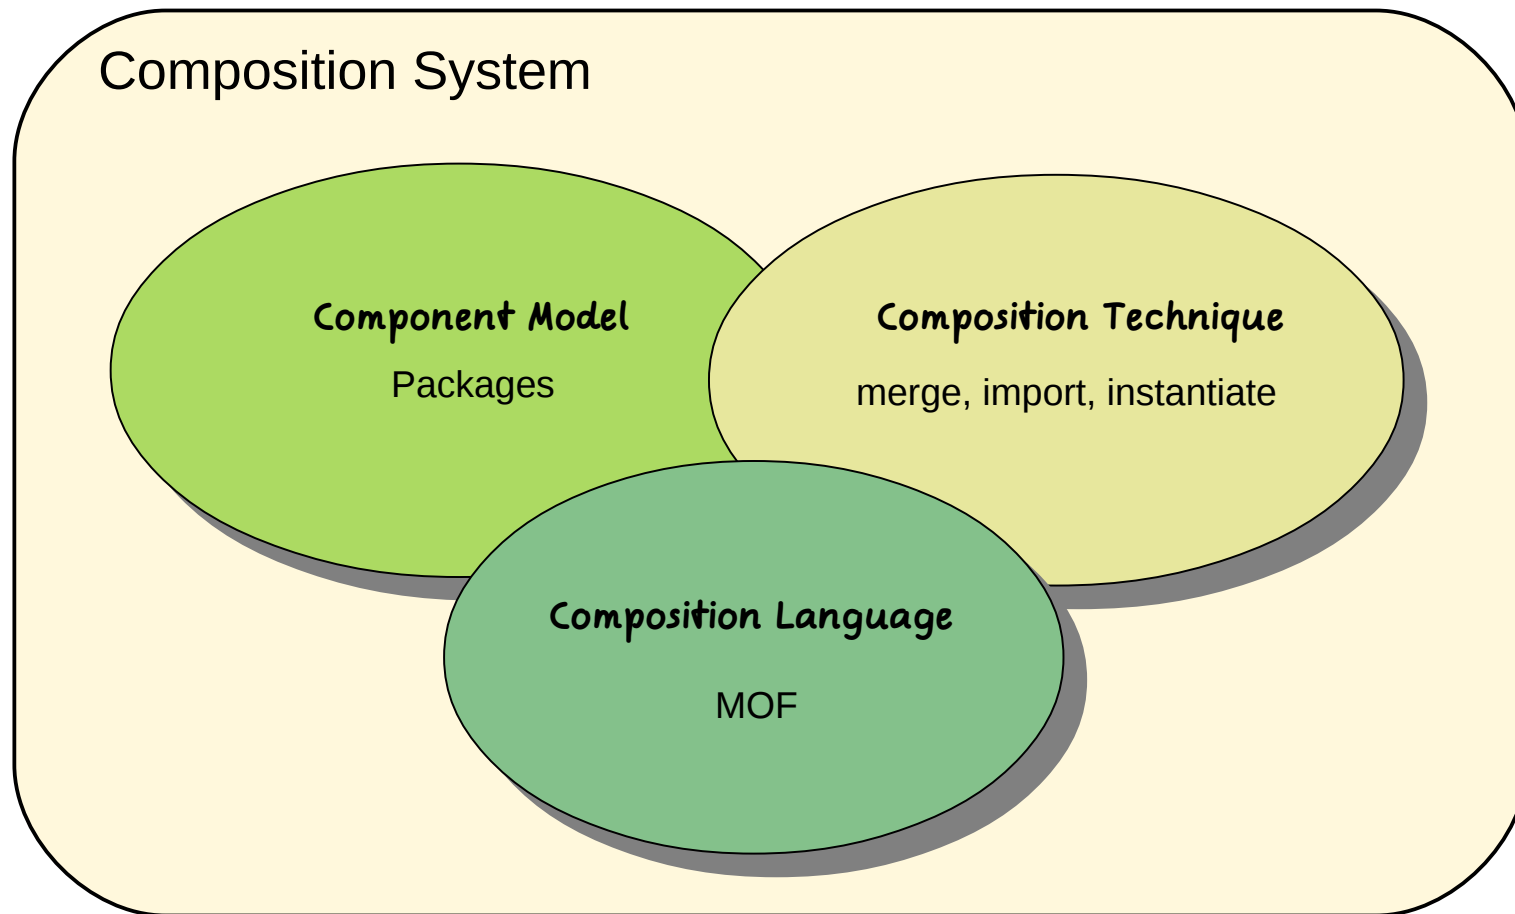 Composition System
Component Model
Packages
Composition Technique
merge, import, instantiate
Composition Language
MOF